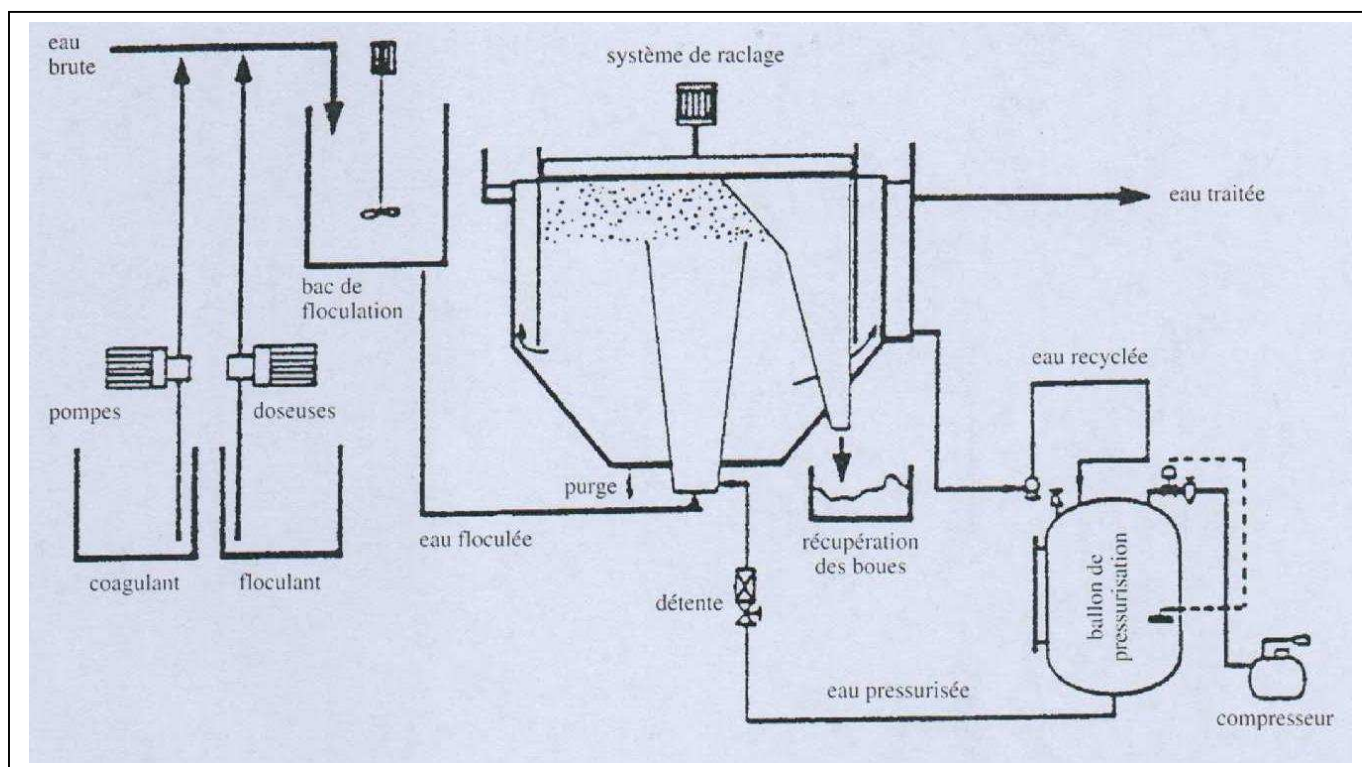 eau
brute
système de raclage
eau traitée
bac de
floculation
eau recyclée
pompes
doseuses
purge
eau floculée
récupération
des boues
coagulant
floculant
détente
ballon de
pressurisation
eau pressurisée
compresseur